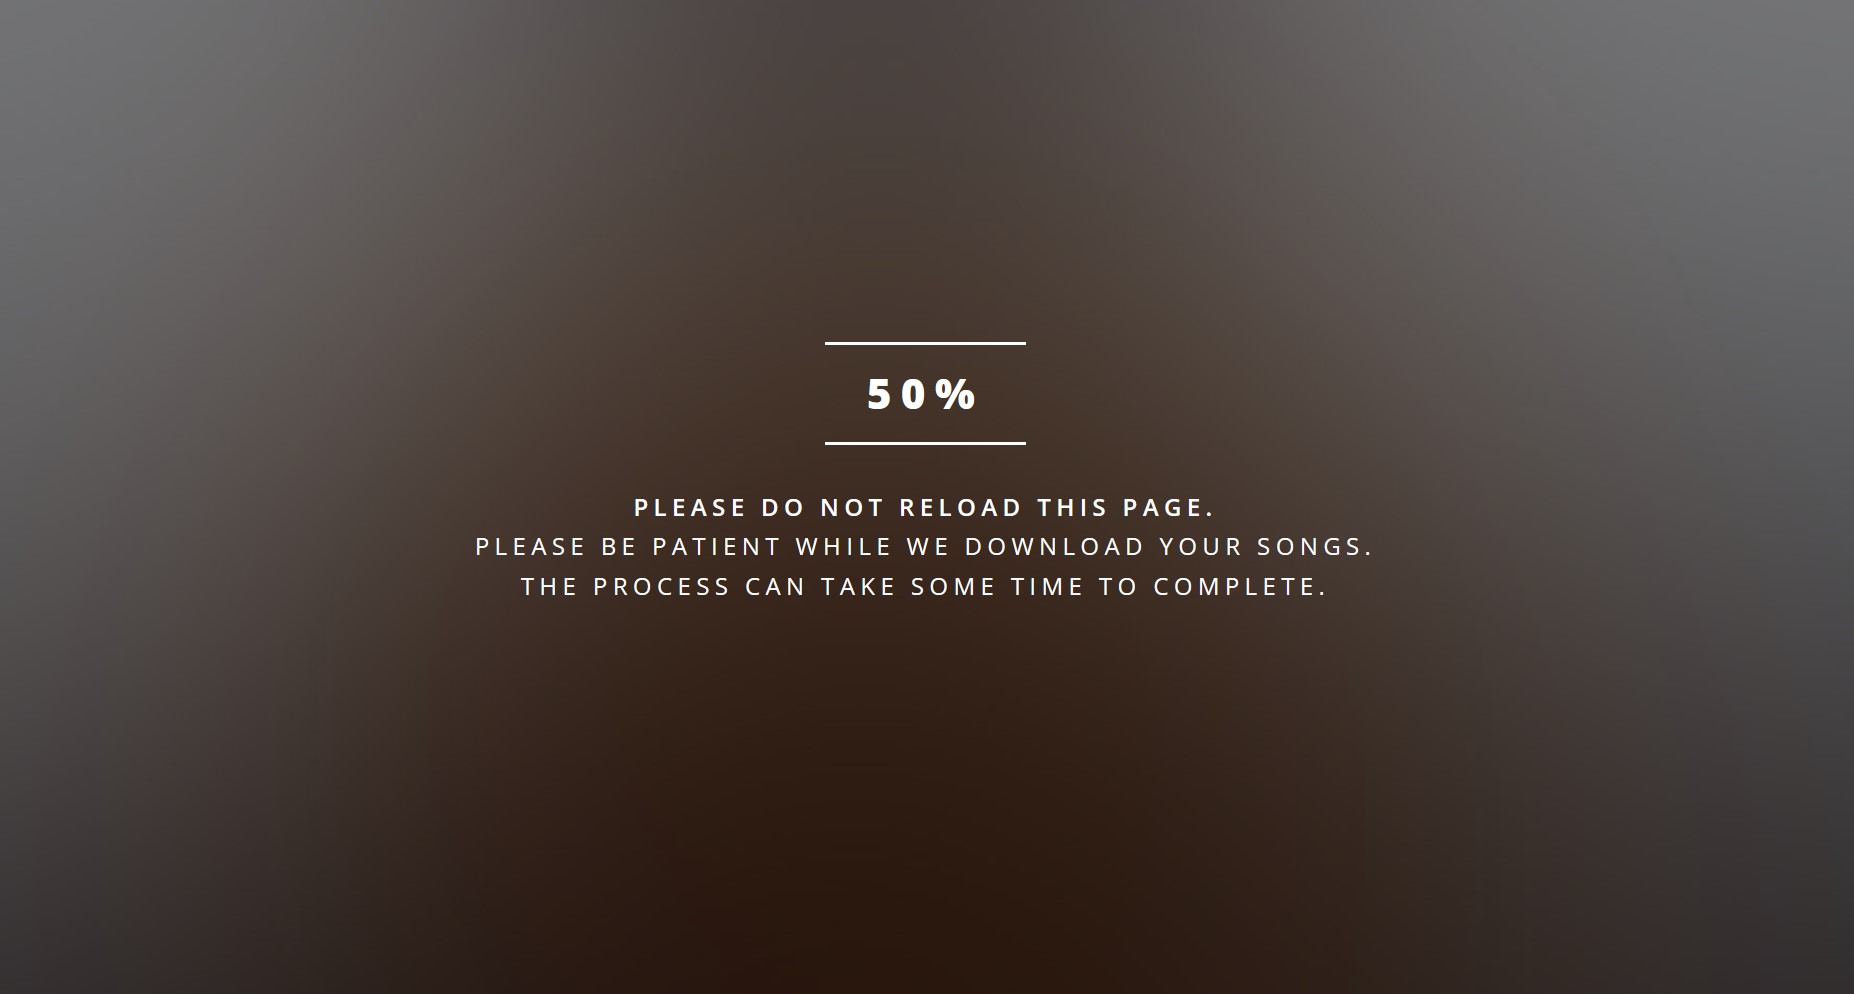 50%
PLEASE DO NOT RELOAD THIS PAGE.
PLEASE BE PATIENT WHILE WE DOWNLOAD YOUR SONGS.
THE PROCESS CAN TAKE SOME TIME TO COMPLETE.